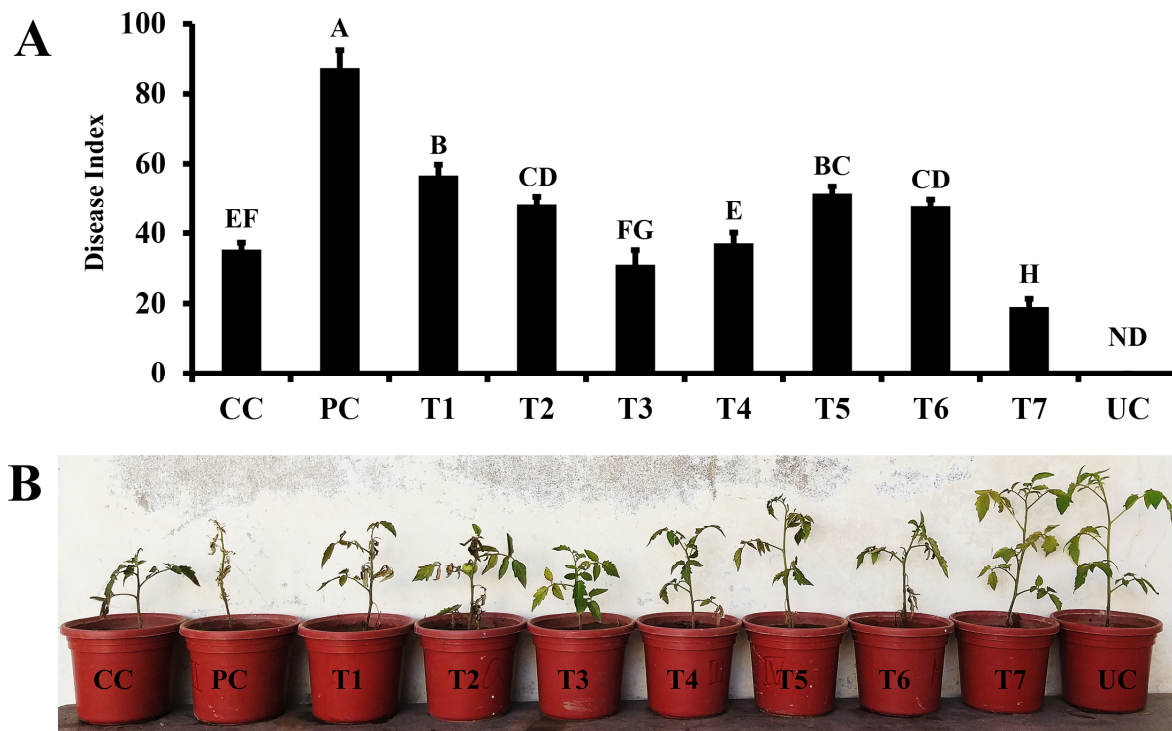 A
Disease Index
100
80
60
40
20
0
EF
A
B
CD
FG
E
BC
CD
H
ND
CC PC T1 T2 T3 T4 T5 T6 T7 UC
B
CC PC T1 T2 T3 T4 T5 T6 T7 UC